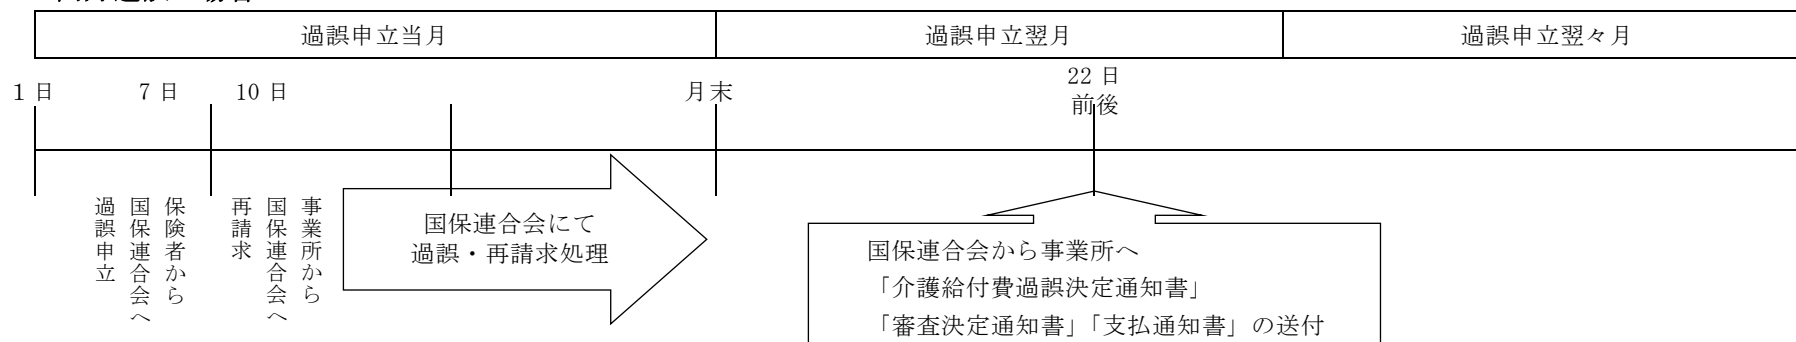 過誤申立当月
過誤申立翌月
過誤申立翌々月
1日
7日
10日
月末
22日
前後
保険者から
国保連合会へ
過誤申立
事業所から
国保連合会へ
再請求
国保連合会にて
過誤・再請求処理
国保連合会から事業所へ
「介護給付費過誤決定通知書」
「審査決定通知書」「支払通知書」の送付